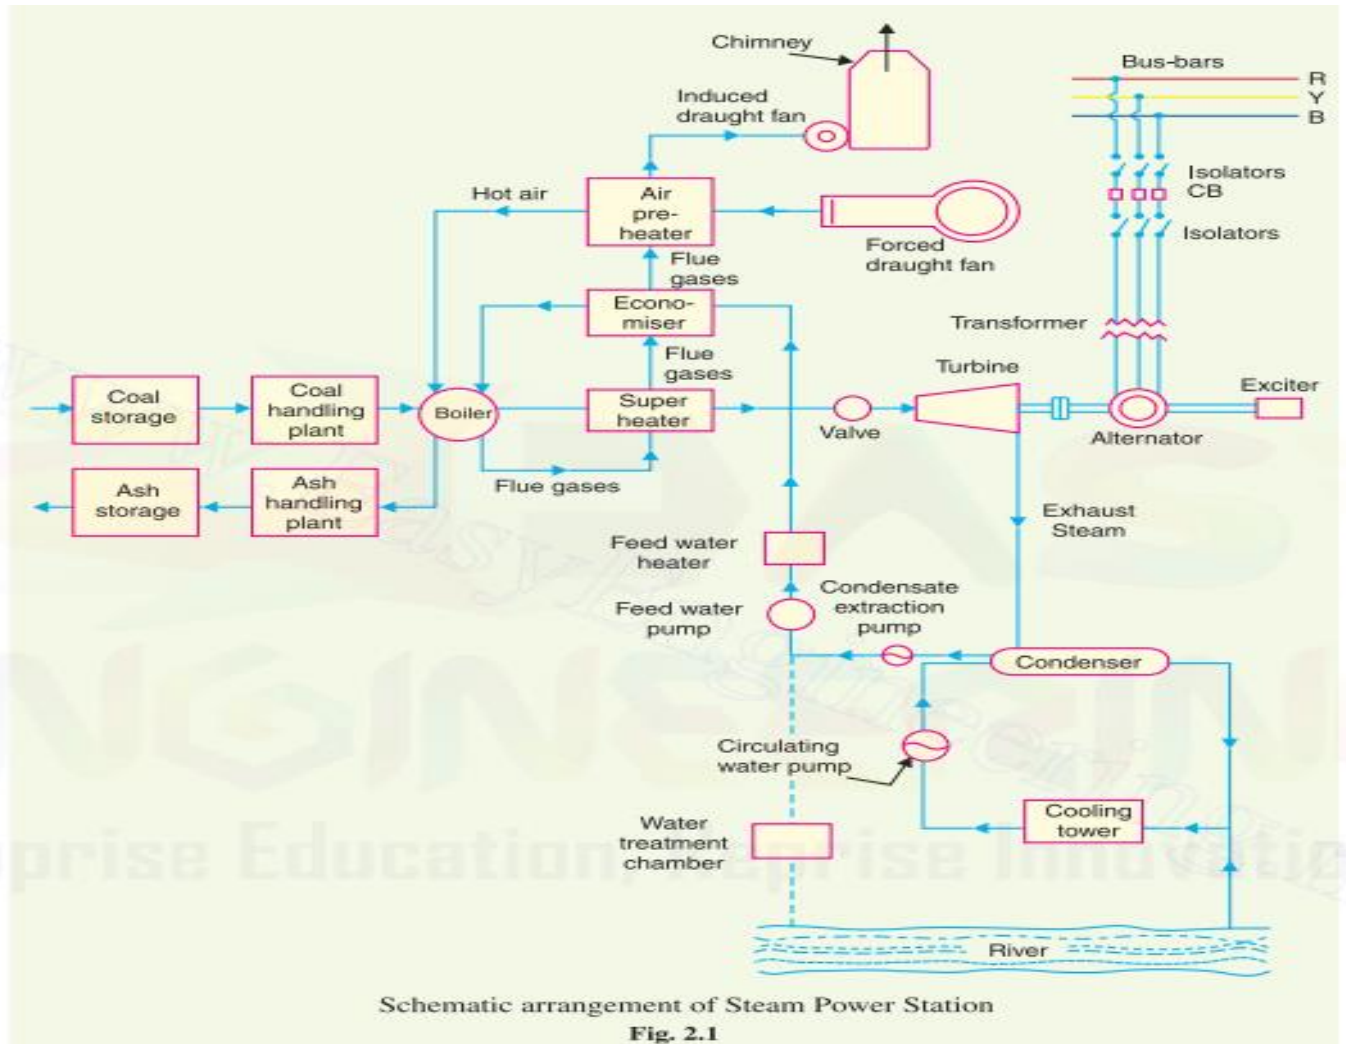 Chimney
Induced
draught fan
Bus-bars
R
Y
B
Isolators
CB
Isolators
Hot air
Air
pre-
heater
Forced
draught fan
Flue
gases
Econo-
miser
Flue
gases
Transformer
Turbine
Exciter
Coal
storage
Coal
handling
plant
Boiler
Super
heater
Valve
Alternator
Ash
storage
Ash
handling
plant
Flue gases
Exhaust
Steam
Feed water
heater
Feed water
pump
Condensate
extraction
pump
Condenser
Circulating
water pump
Cooling
tower
Water
treatment
chamber
River
Schematic arrangement of Steam Power Station
Fig. 2.1